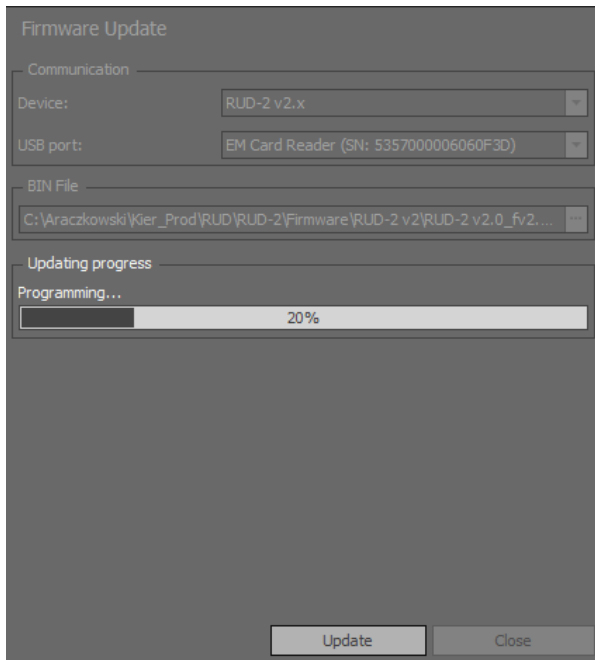 Firmware Update
Communication
Device: RUD-2 v2.x
USB port: EM Card Reader (SN: 5357000006060F3D)
BIN File
C:\Araczkowski\Kier_Prod\RUD\RUD-2\Firmware\RUD-2 v2\RUD-2 v2.0_fv2.... ...
Updating progress
Programming...
20%
Update Close